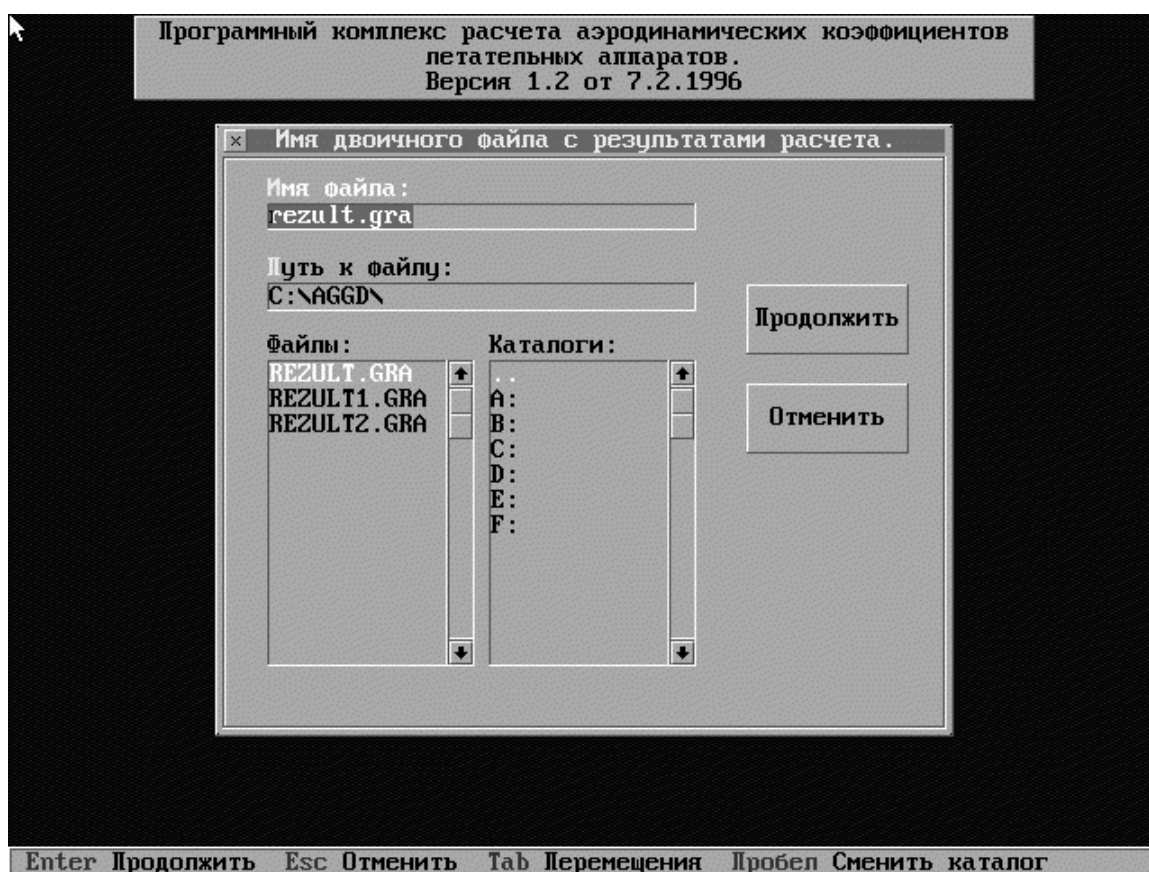 Программный комплекс расчета аэродинамических коэффициентов
летательных аппаратов.
Версия 1.2 от 7.2.1996
Имя двоичного файла с результатами расчета.
Имя файла:
rezult.gra
Путь к файлу:
C:\AGGD\
Продолжить
Файлы:
Каталоги:
REZULT.GRA
REZULT1.GRA
REZULT2.GRA
..
A:
B:
C:
D:
E:
F:
Отменить
Enter Продолжить Esc Отменить Tab Перемещения Пробел Сменить каталог